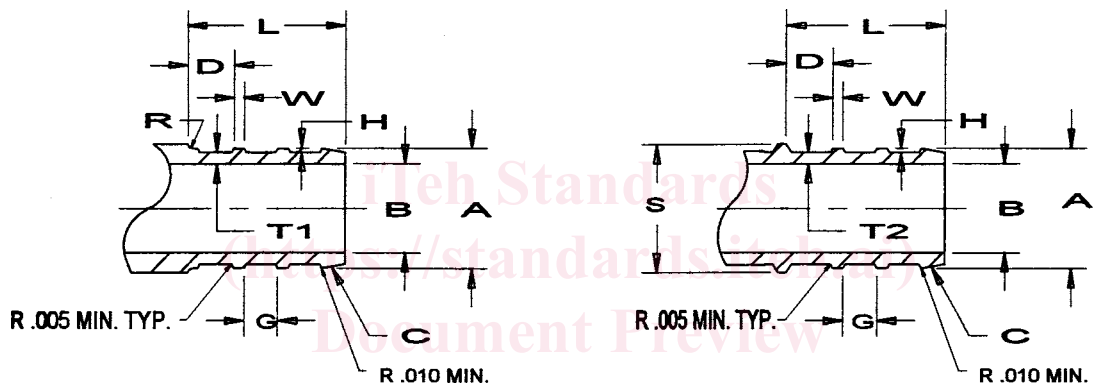 L
D
W
R
H
B
A
T1
R .005 MIN. TYP.
G
C
R .010 MIN.
L
D
W
H
S
B
A
T2
R .005 MIN. TYP.
G
C
R .010 MIN.
iTeh Standards
(https://standards.iteh.ai)
Document Preview